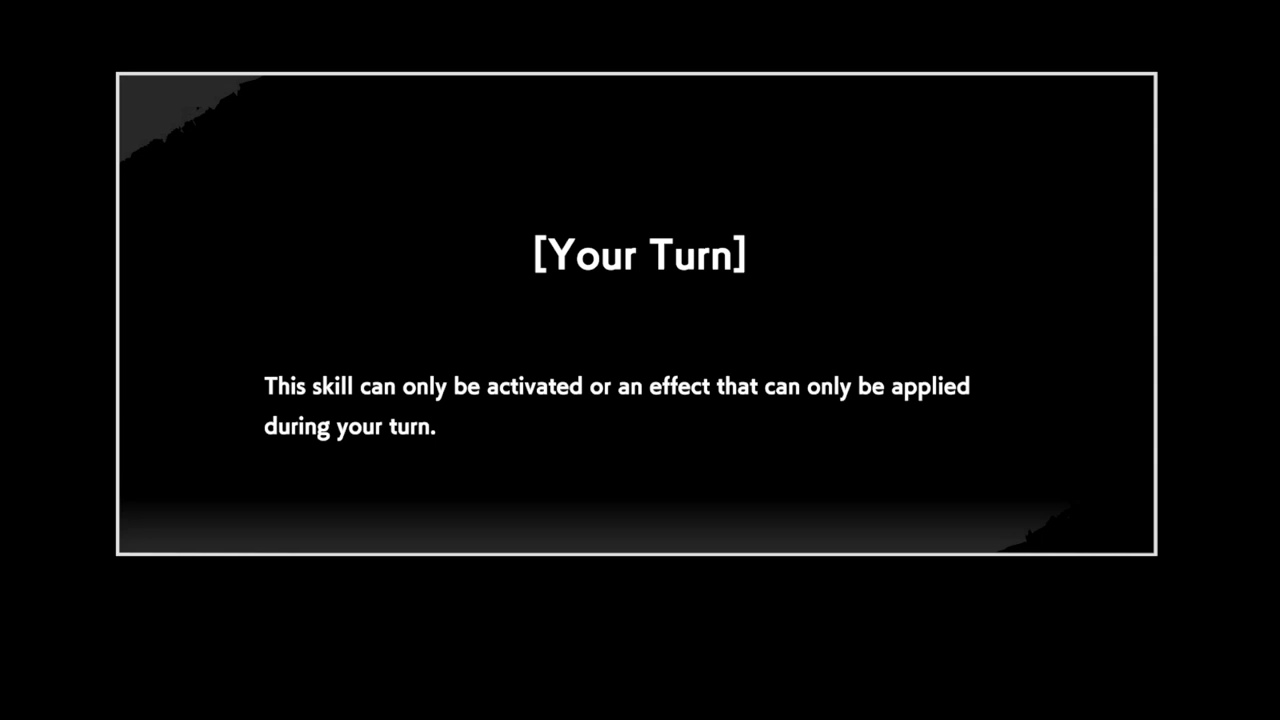 [Your Turn]
This skill can only be activated or an effect that can only be applied
during your turn.